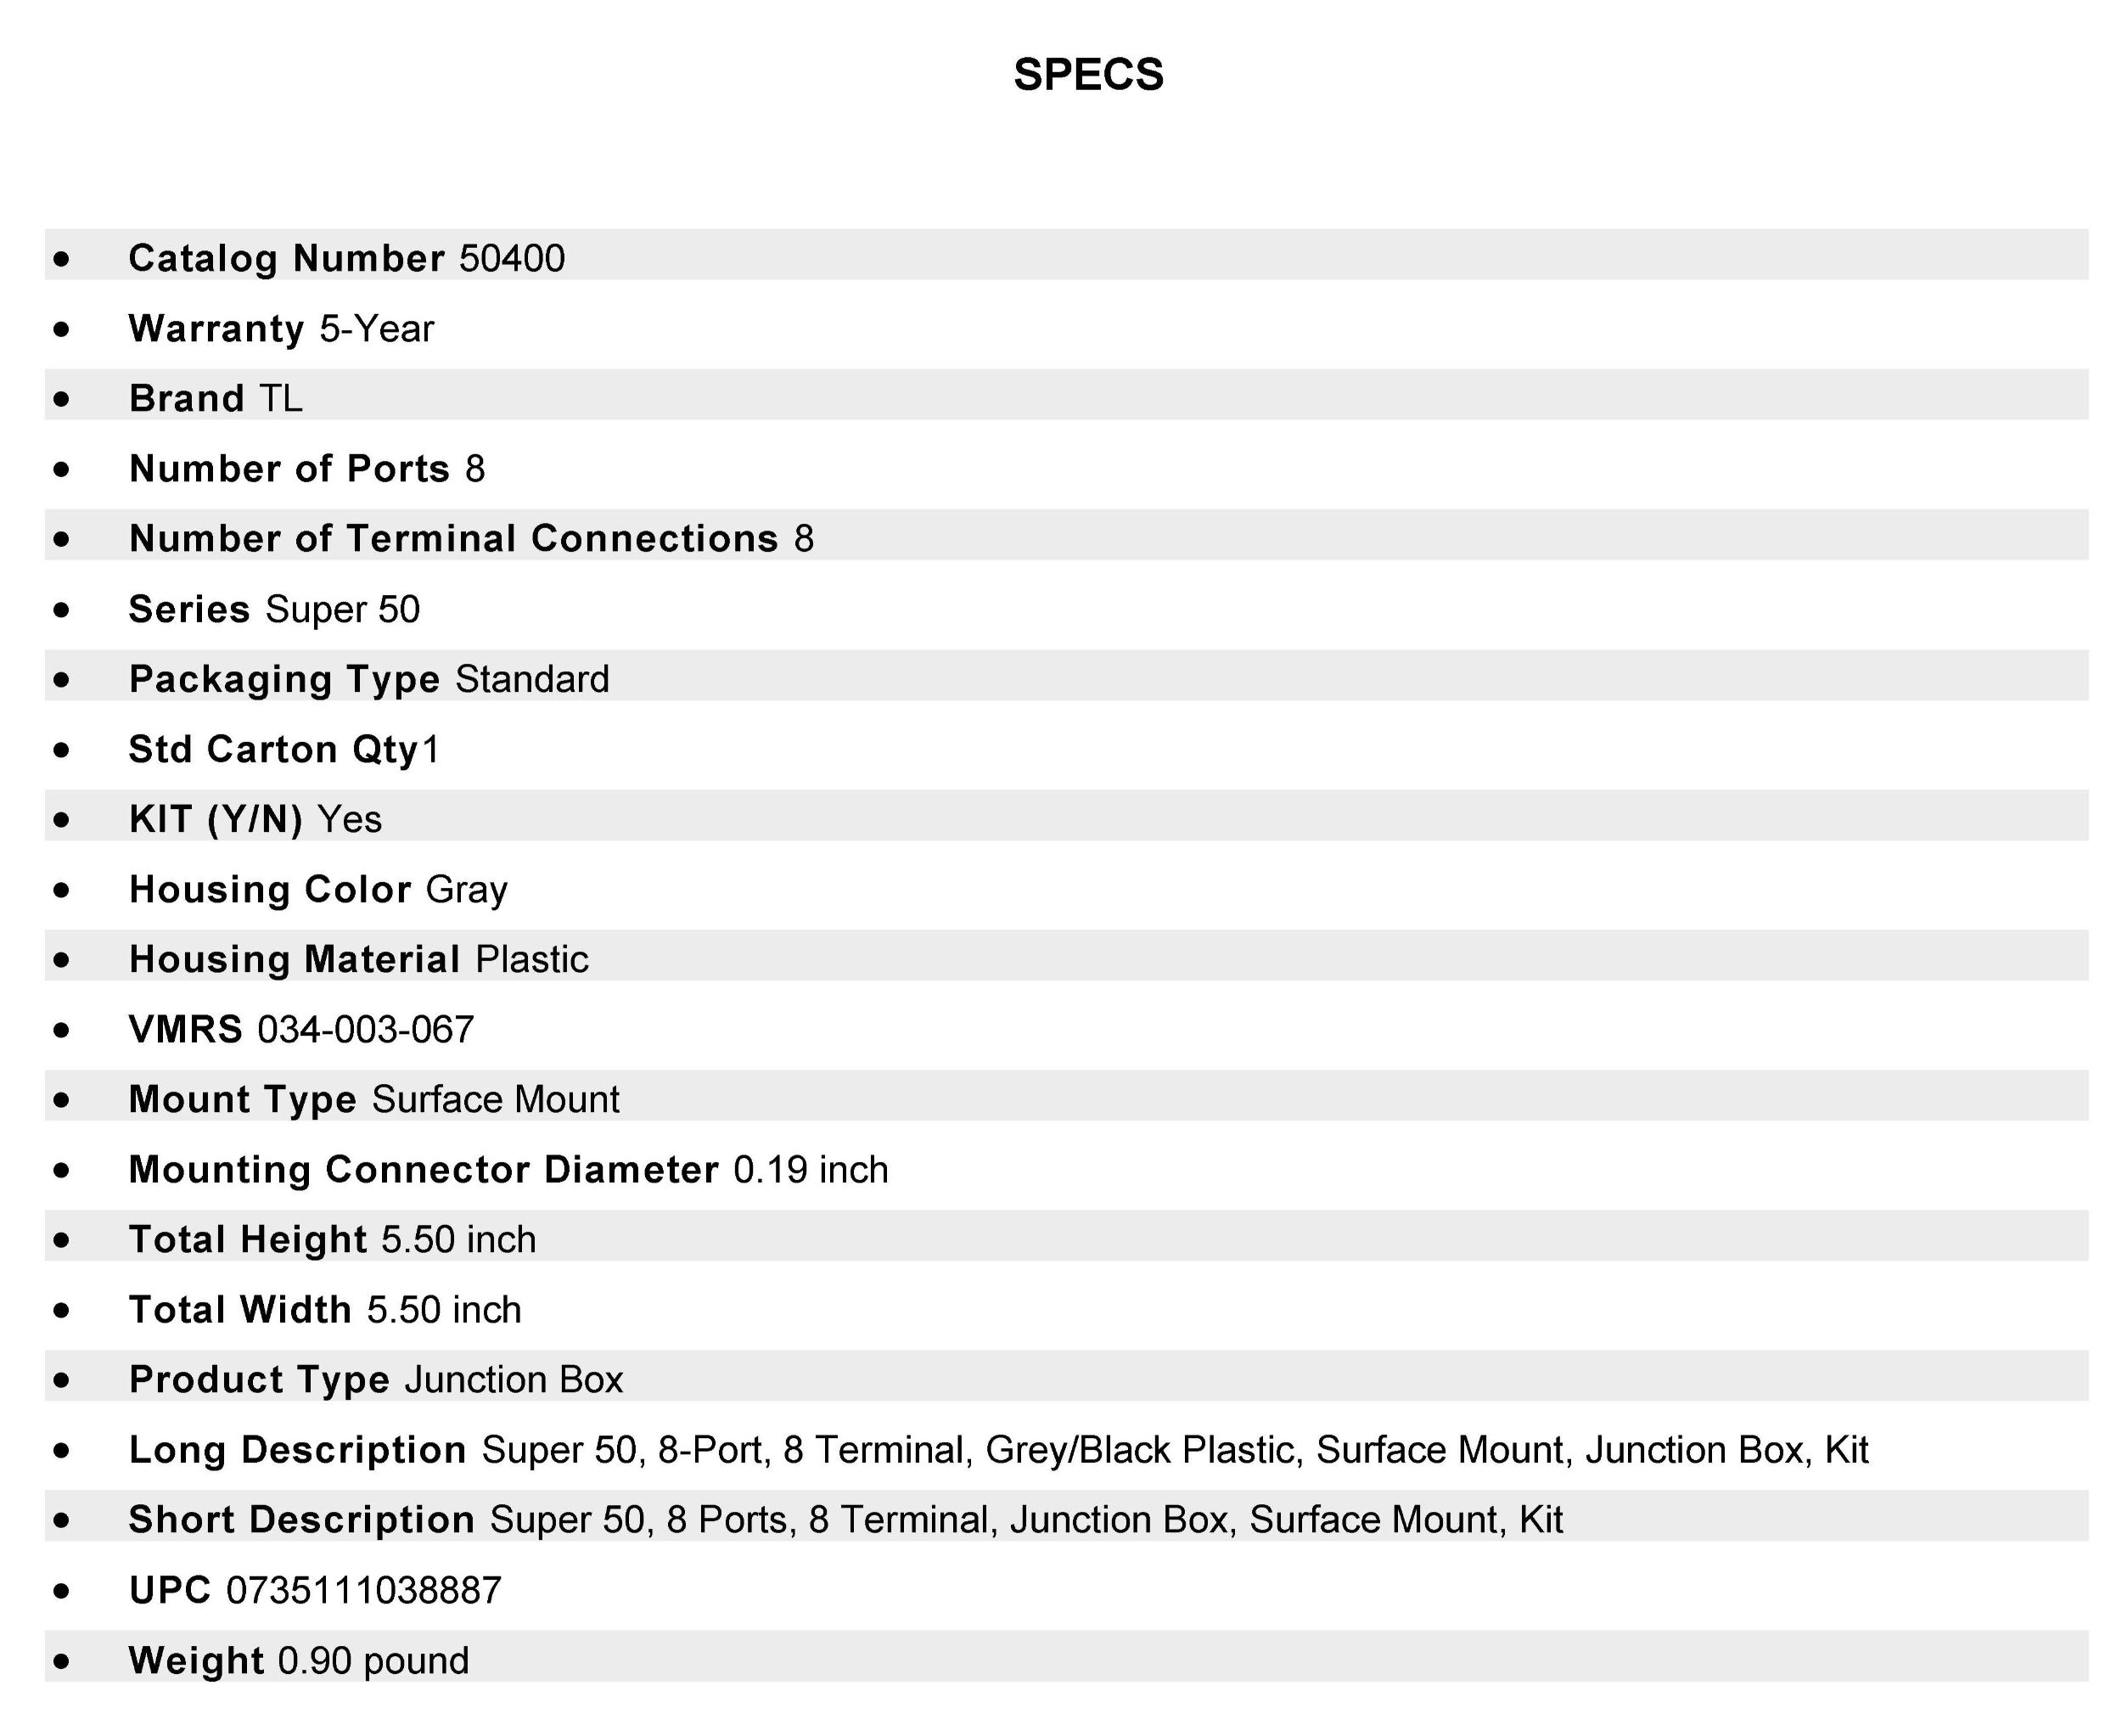 SPECS
● Catalog Number 50400
● Warranty 5-Year
● Brand TL
● Number of Ports 8
● Number of Terminal Connections 8
● Series Super 50
● Packaging Type Standard
● Std Carton Qty1
● KIT (Y/N) Yes
● Housing Color Gray
● Housing Material Plastic
● VMRS 034-003-067
● Mount Type Surface Mount
● Mounting Connector Diameter 0.19 inch
● Total Height 5.50 inch
● Total Width 5.50 inch
● Product Type Junction Box
● Long Description Super 50, 8-Port, 8 Terminal, Grey/Black Plastic, Surface Mount, Junction Box, Kit
● Short Description Super 50, 8 Ports, 8 Terminal, Junction Box, Surface Mount, Kit
● UPC 0735111038887
● Weight 0.90 pound